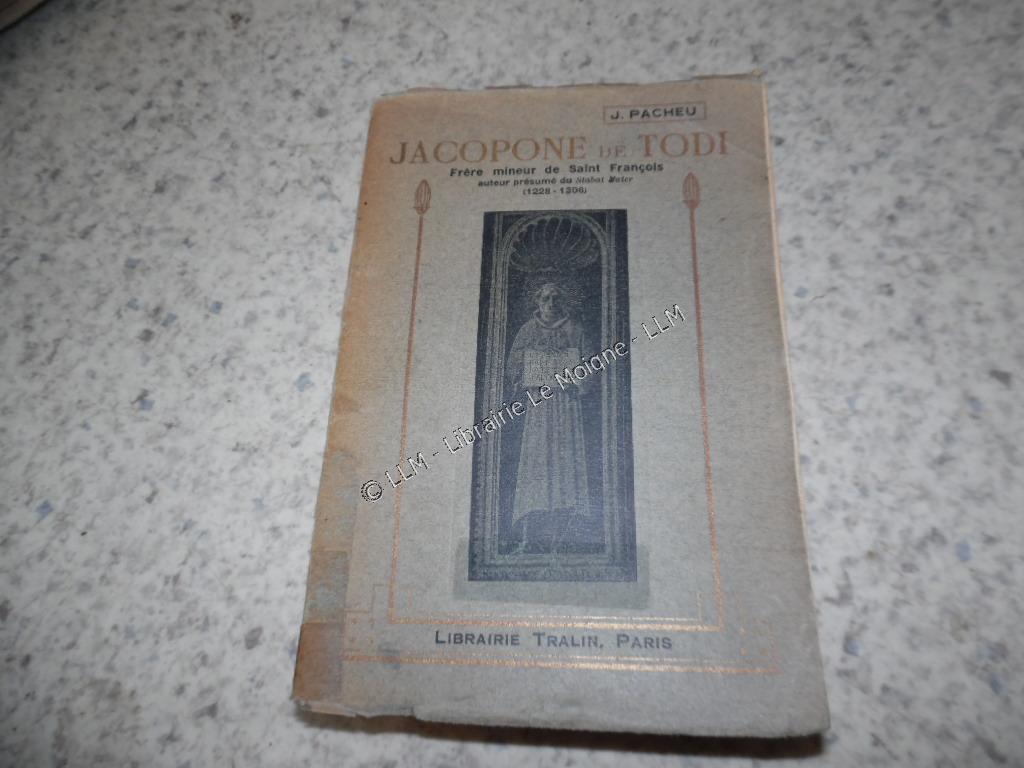 J. PACHEU
JACOPONE DE TODI
Frère mineur de Saint François
auteur présumé du Stabat Mater
(1228 - 1306)
© LLM - Librairie Le Moigne - LLM
LIBRAIRIE TRALIN, PARIS